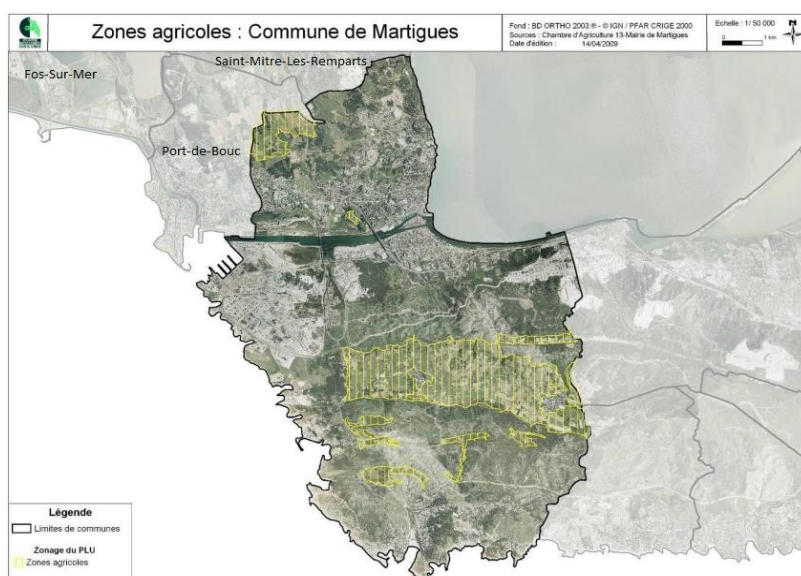 Zones agricoles : Commune de Martigues
Fond : BD ORTHO 2003 ® - © IGN / PFAR CRIGE 2000
Sources : Chambre d'Agriculture 13-Mairie de Martigues
Date d'édition : 14/04/2009
Echelle : 1/ 50 000
0 1 km
N
Saint-Mitre-Les-Remparts
Fos-Sur-Mer
Port-de-Bouc
Légende
Limites de communes
Zonage du PLU
Zones agricoles